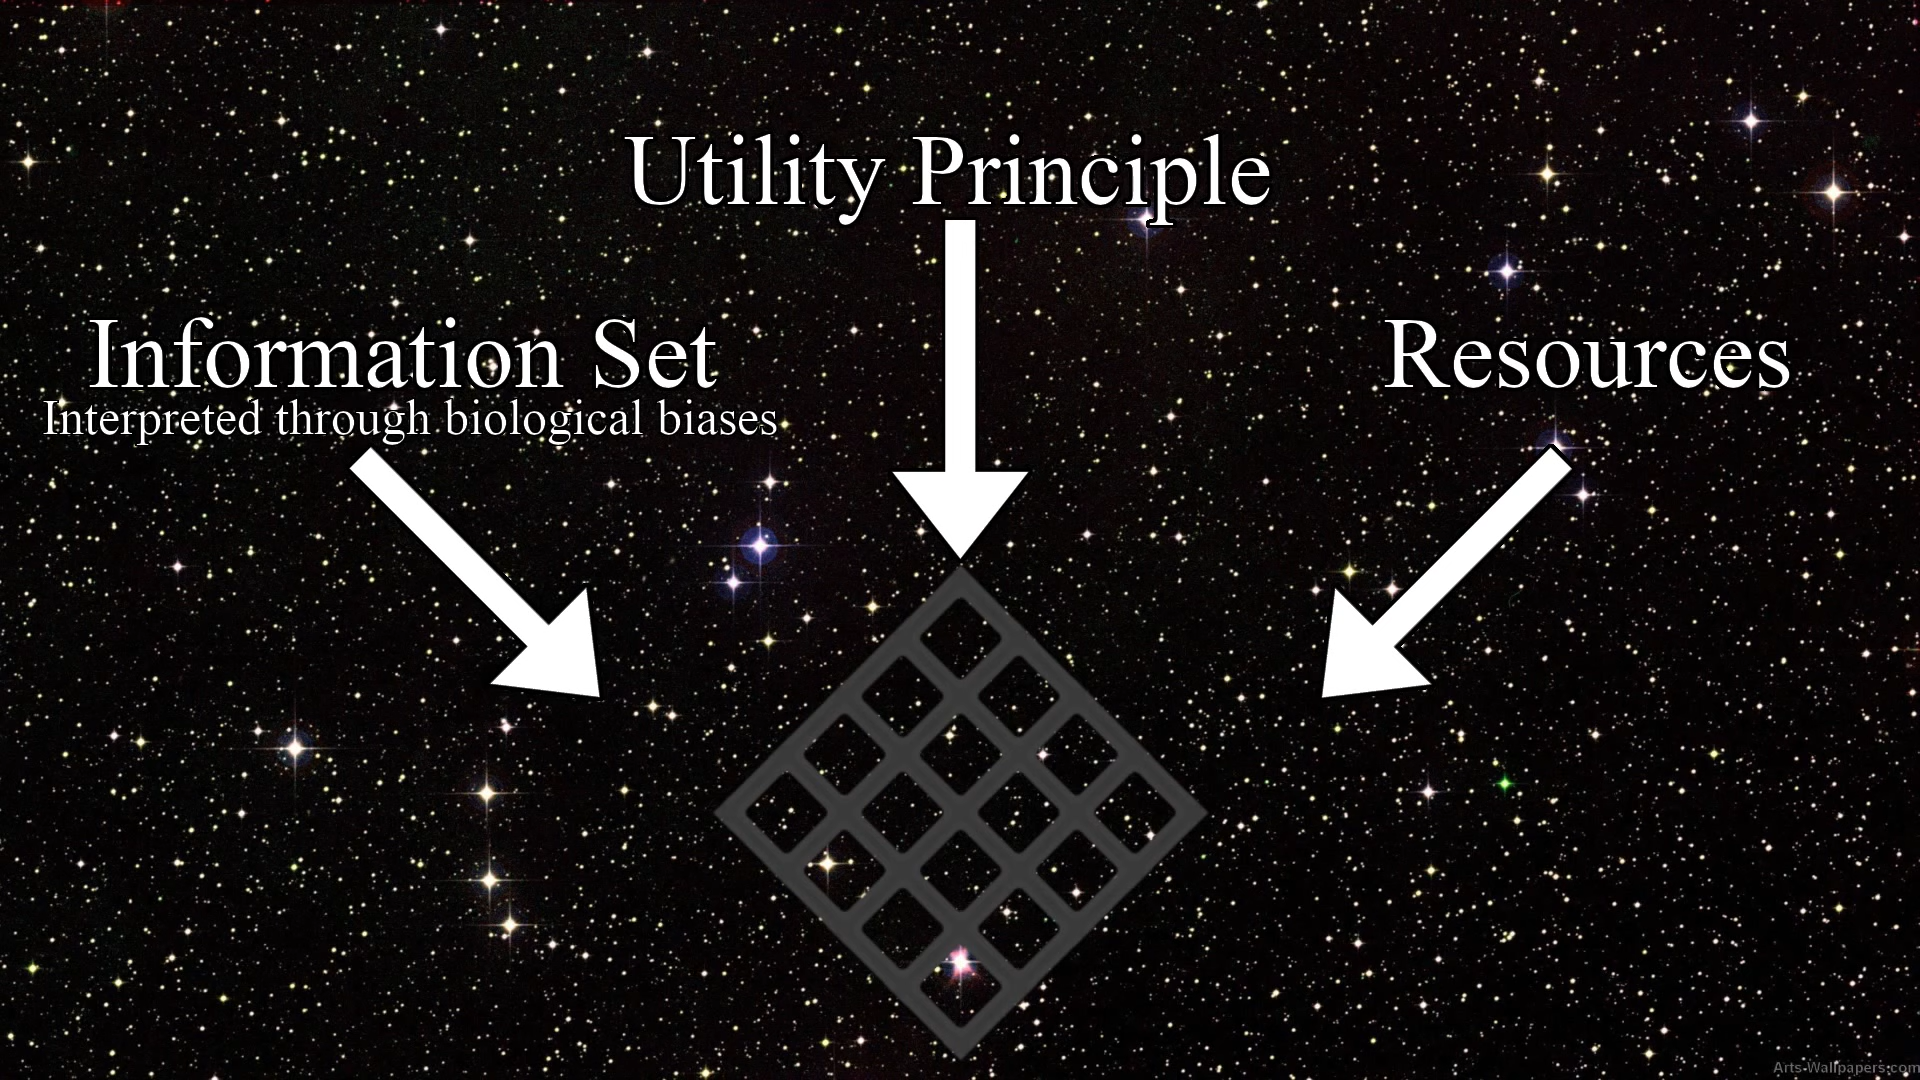 Utility Principle
Information Set
Interpreted through biological biases
Resources
Arts-Wallpapers.com